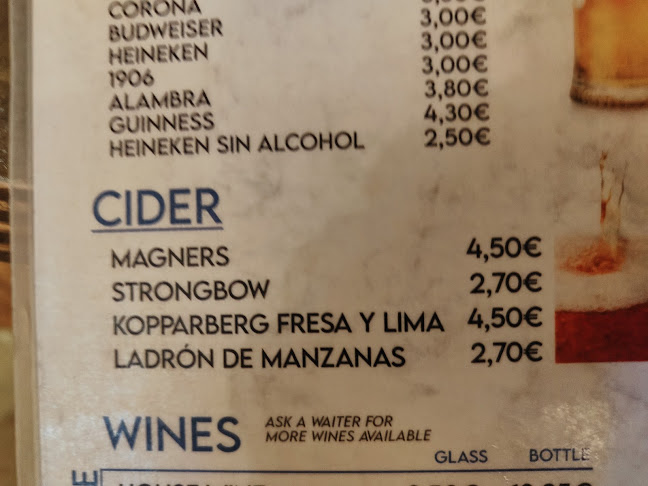 CORONA
BUDWEISER 3,00€
HEINEKEN 3,00€
1906 3,00€
ALAMBRA 3,80€
GUINNESS 4,30€
HEINEKEN SIN ALCOHOL 2,50€
CIDER
MAGNERS 4,50€
STRONGBOW 2,70€
KOPPARBERG FRESA Y LIMA 4,50€
LADRÓN DE MANZANAS 2,70€
WINES ASK A WAITER FOR
MORE WINES AVAILABLE
GLASS BOTTLE